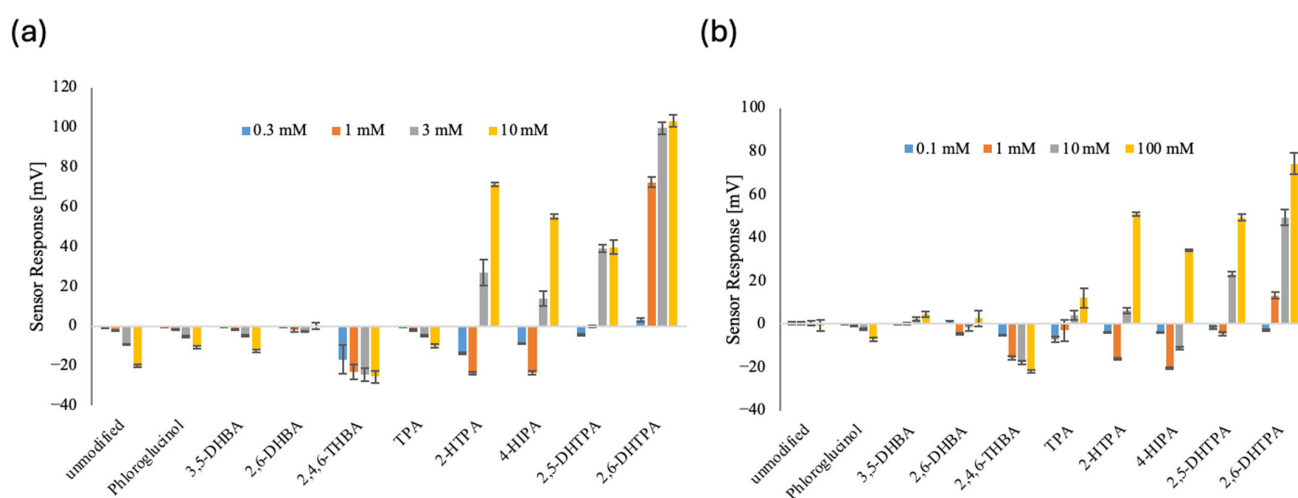 (a)
Sensor Response [mV]
120
100
80
60
40
20
0
−20
−40
0.3 mM 1 mM 3 mM 10 mM
unmodified
Phloroglucinol
3,5-DHBA
2,6-DHBA
2,4,6-THBA
TPA
2-HTPA
4-HIPA
2,5-DHTPA
2,6-DHTPA
(b)
Sensor Response [mV]
100
80
60
40
20
0
−20
−40
0.1 mM 1 mM 10 mM 100 mM
unmodified
Phloroglucinol
3,5-DHBA
2,6-DHBA
2,4,6-THBA
TPA
2-HTPA
4-HIPA
2,5-DHTPA
2,6-DHTPA